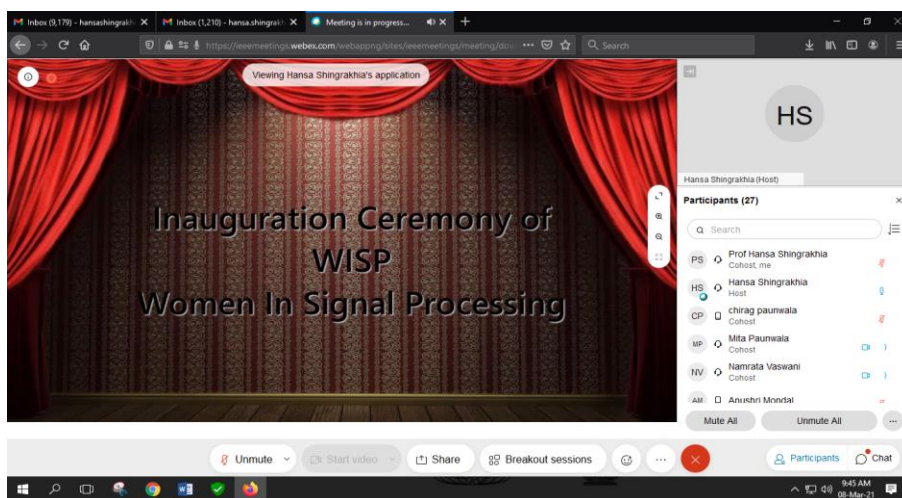 Inbox (9,179) - hansashingrakh
Inbox (1,210) - hansa.shingrakh
Meeting is in progress...
https://ieeemeetings.webex.com/webappng/sites/ieeemeetings/meeting/dov
Search
Viewing Hansa Shingrakhia's application
Inauguration Ceremony of
WISP
Women In Signal Processing
HS
Hansa Shingrakhia (Host)
Participants (27)
Search
PS
Prof Hansa Shingrakhia
Cohost, me
HS
Hansa Shingrakhia
Host
CP
chirag paunwala
Cohost
MP
Mita Paunwala
Cohost
NV
Namrata Vaswani
Cohost
AM
Anushri Mondal
Mute All
Unmute All
Unmute
Start video
Share
Breakout sessions
Participants
Chat
9:45 AM
08-Mar-21